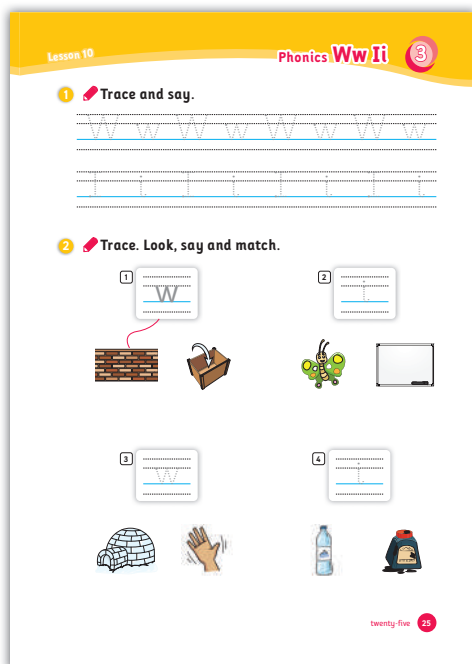 Lesson 10
Phonics Ww Ii 3
1 Trace and say.
W w W w W w W w
I i I i I i I i
2 Trace. Look, say and match.
1 2
w i
3 4
w i
twenty-five 25